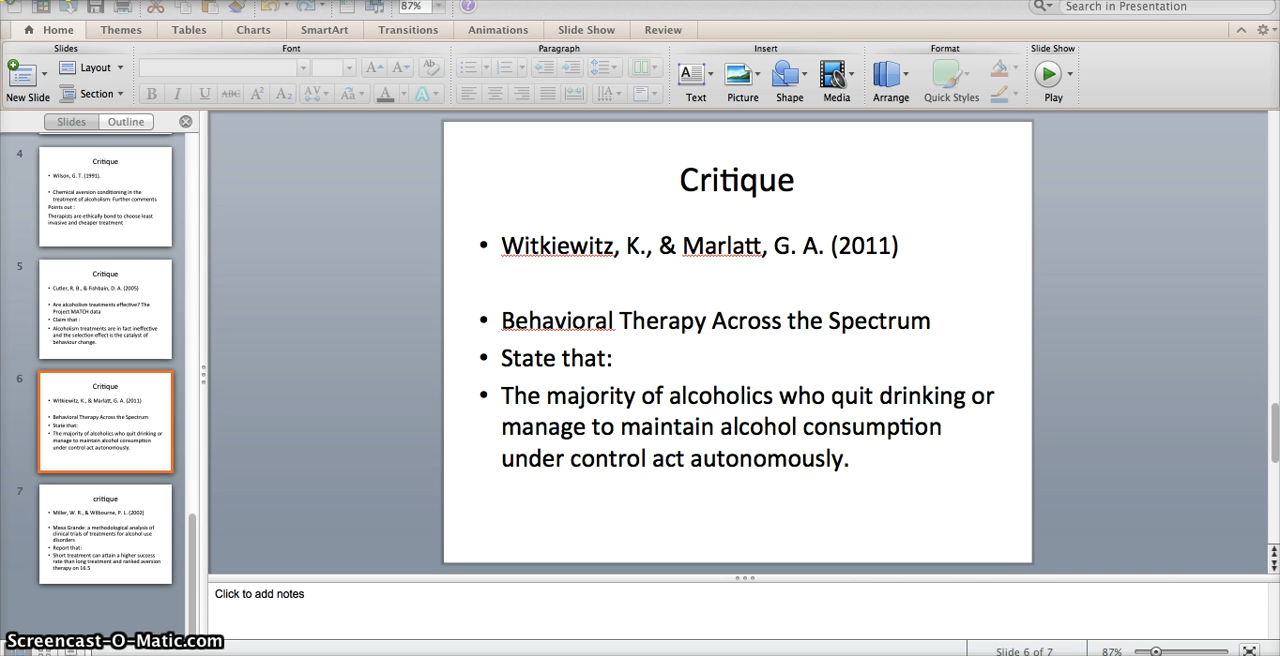 87%
Search in Presentation
Home
Themes
Tables
Charts
SmartArt
Transitions
Animations
Slide Show
Review
Slides
Font
Paragraph
Insert
Format
Slide Show
New Slide
Layout
Section
B I U ABC A² A₂ AV Aa A A
Text
Picture
Shape
Media
Arrange
Quick Styles
Play
Slides
Outline
4
Critique
Wilson, G. T. (1991).
Chemical aversion conditioning in the
treatment of alcoholism: Further comments
Points out :
Therapists are ethically bond to choose least
invasive and cheaper treatment
5
Critique
Cutler, R. B., & Fishbain, D. A. (2005)
Are alcoholism treatments effective? The
Project MATCH data
Claim that :
Alcoholism treatments are in fact ineffective
and the selection effect is the catalyst of
behaviour change.
6
Critique
Witkiewitz, K., & Marlatt, G. A. (2011)
Behavioral Therapy Across the Spectrum
State that:
The majority of alcoholics who quit drinking or
manage to maintain alcohol consumption
under control act autonomously.
7
critique
Miller, W. R., & Wilbourne, P. L. (2002)
Mesa Grande: a methodological analysis of
clinical trials of treatments for alcohol use
disorders
Report that:
Short treatment can attain a higher success
rate than long treatment and ranked aversion
therapy on 16.5
Critique
• Witkiewitz, K., & Marlatt, G. A. (2011)
• Behavioral Therapy Across the Spectrum
• State that:
• The majority of alcoholics who quit drinking or
manage to maintain alcohol consumption
under control act autonomously.
Click to add notes
Screencast-O-Matic.com
Slide 6 of 7
87%